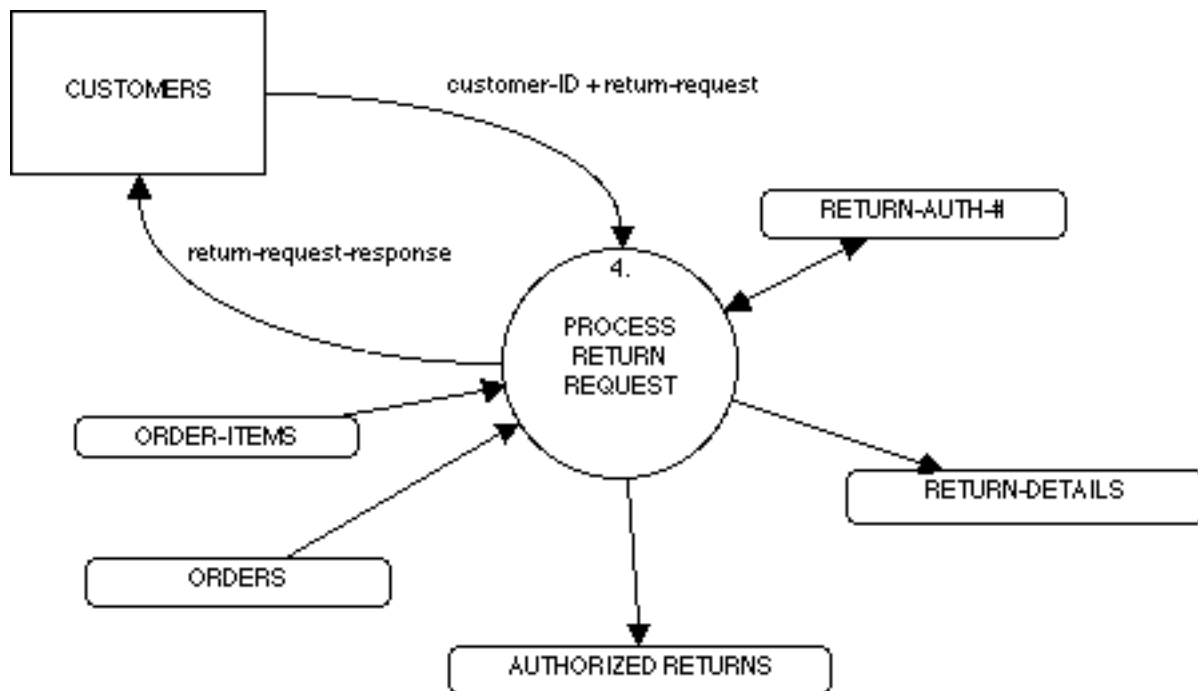 CUSTOMERS
customer-ID + return-request
RETURN-AUTH-#
return-request-response
4.
PROCESS
RETURN
REQUEST
ORDER-ITEMS
RETURN-DETAILS
ORDERS
AUTHORIZED RETURNS